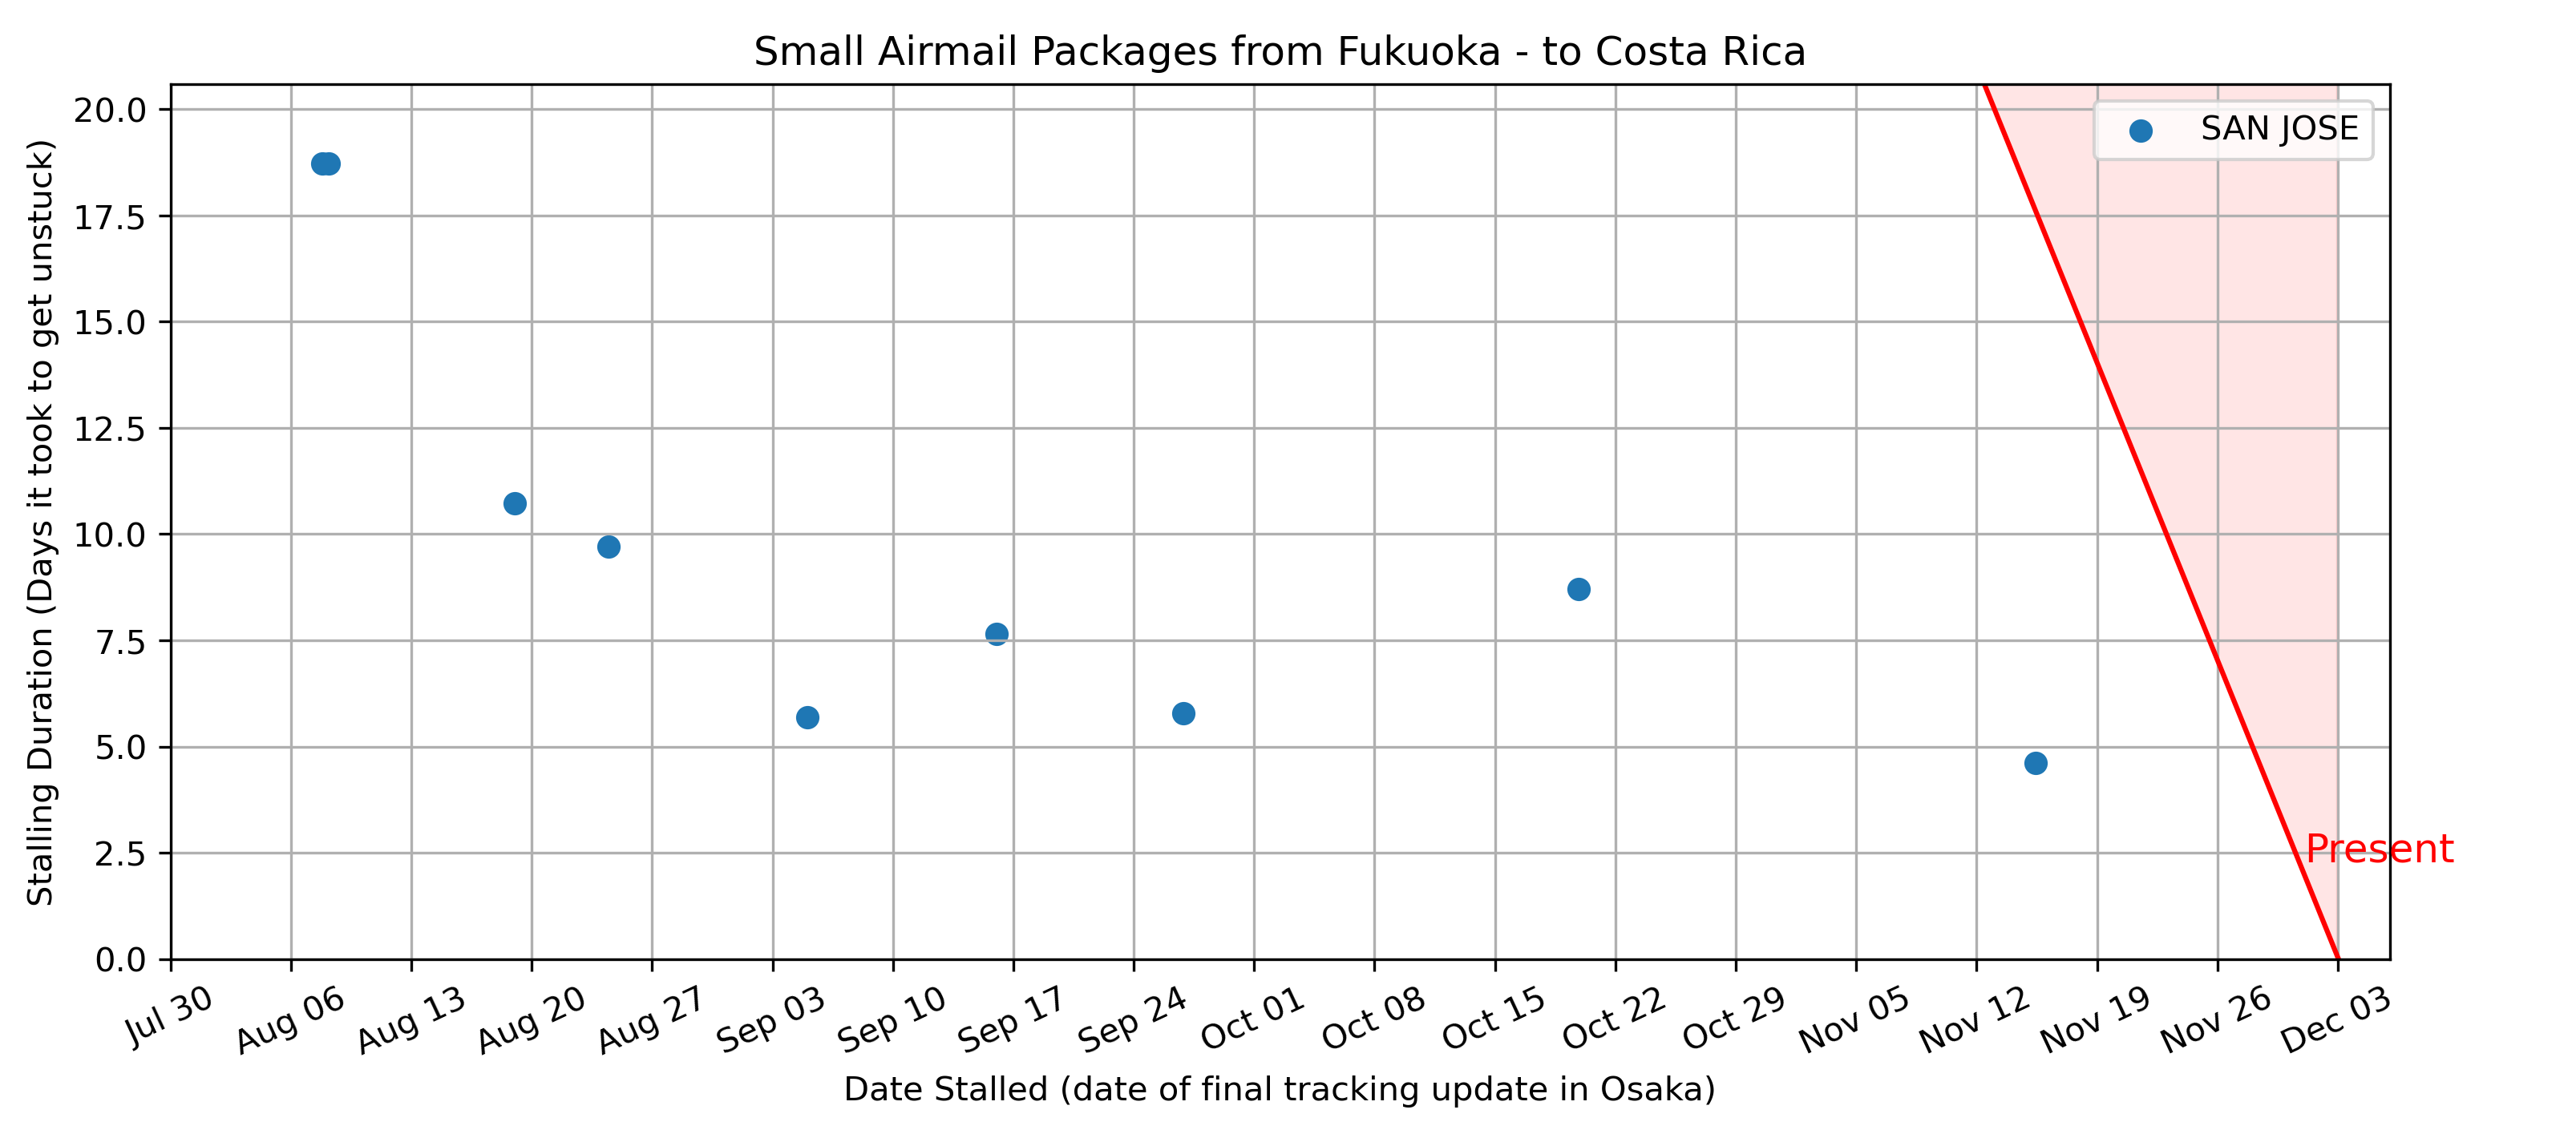 Small Airmail Packages from Fukuoka - to Costa Rica
SAN JOSE
Stalling Duration (Days it took to get unstuck)
20.0
17.5
15.0
12.5
10.0
7.5
5.0
2.5
0.0
Present
Jul 30 Aug 06 Aug 13 Aug 20 Aug 27 Sep 03 Sep 10 Sep 17 Sep 24 Oct 01 Oct 08 Oct 15 Oct 22 Oct 29 Nov 05 Nov 12 Nov 19 Nov 26 Dec 03
Date Stalled (date of final tracking update in Osaka)